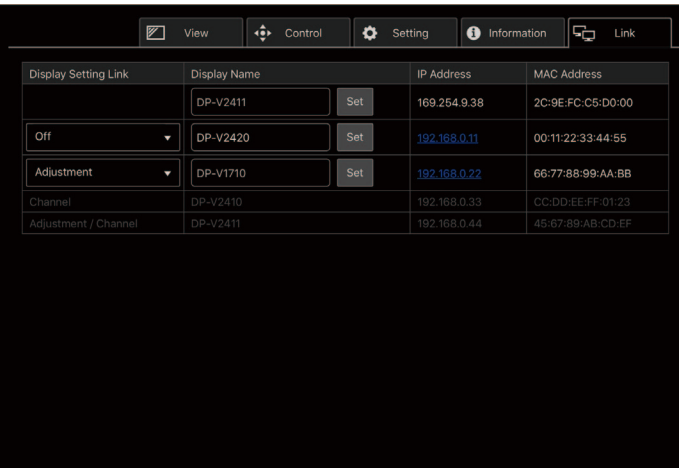 View Control Setting Information Link
Display Setting Link Display Name IP Address MAC Address
DP-V2411 Set 169.254.9.38 2C:9E:FC:C5:D0:00
Off DP-V2420 Set 192.168.0.11 00:11:22:33:44:55
Adjustment DP-V1710 Set 192.168.0.22 66:77:88:99:AA:BB
Channel DP-V2410 192.168.0.33 CC:DD:EE:FF:01:23
Adjustment / Channel DP-V2411 192.168.0.44 45:67:89:AB:CD:EF